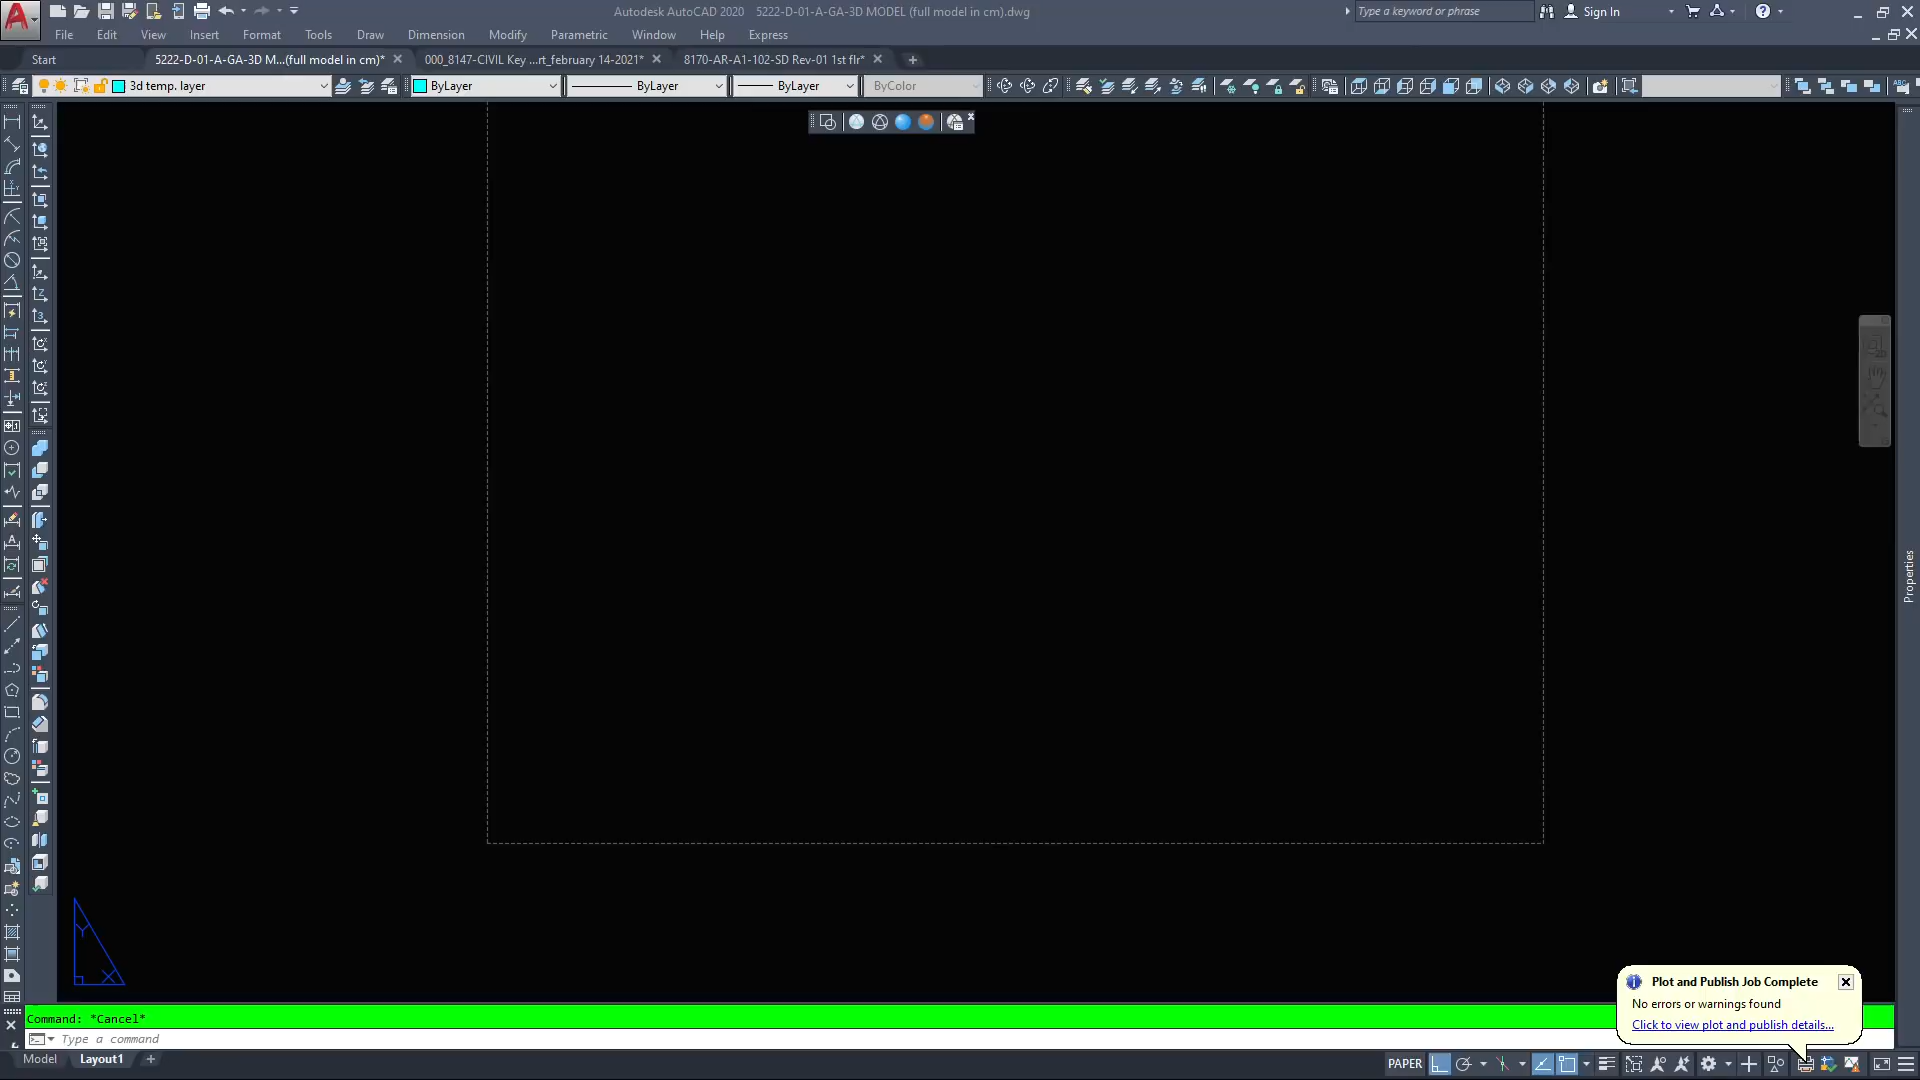 Autodesk AutoCAD 2020 5222-D-01-A-GA-3D MODEL (full model in cm).dwg
Type a keyword or phrase
Sign In
File Edit View Insert Format Tools Draw Dimension Modify Parametric Window Help Express
Start
5222-D-01-A-GA-3D M...(full model in cm)*
000_8147-CIVIL Key ...rt_february 14-2021*
8170-AR-A1-102-SD Rev-01 1st flr*
3d temp. layer
ByLayer
ByLayer
ByLayer
ByColor
Properties
Y
X
Plot and Publish Job Complete
No errors or warnings found
Click to view plot and publish details...
Command: *Cancel*
Type a command
Model
Layout1
PAPER